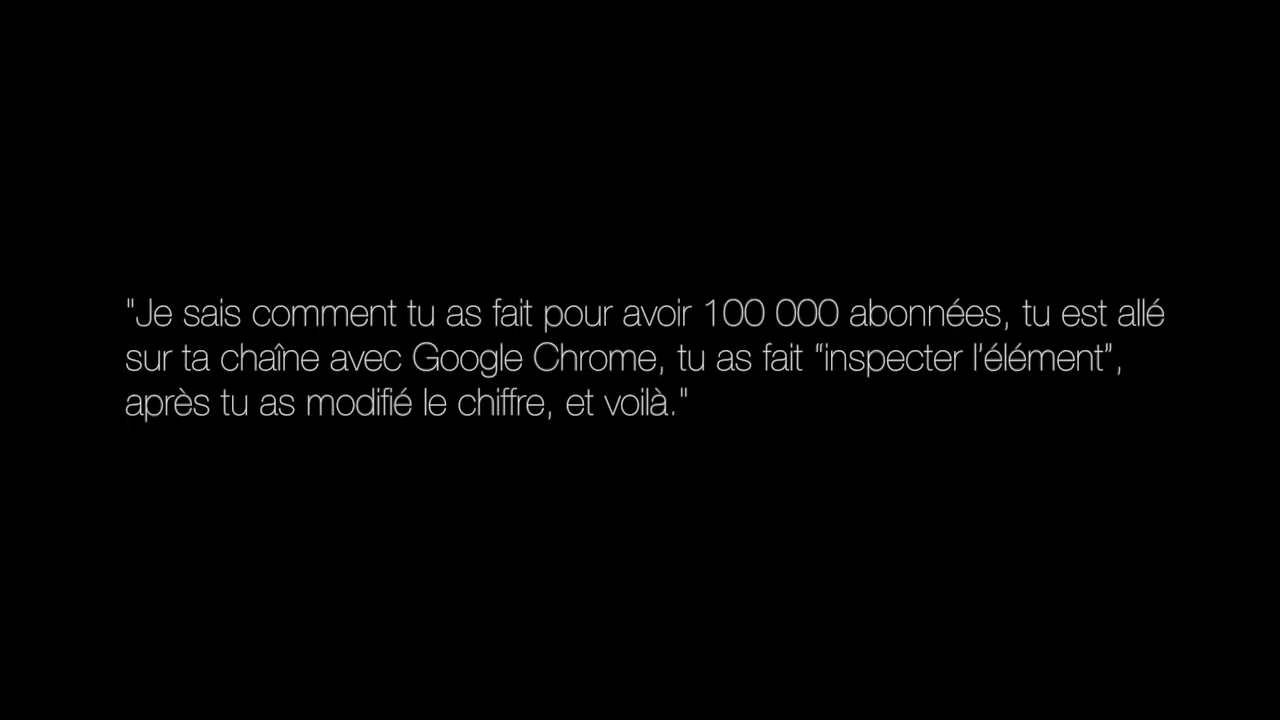 "Je sais comment tu as fait pour avoir 100 000 abonnées, tu est allé
sur ta chaîne avec Google Chrome, tu as fait “inspecter l’élément”,
après tu as modifié le chiffre, et voilà."